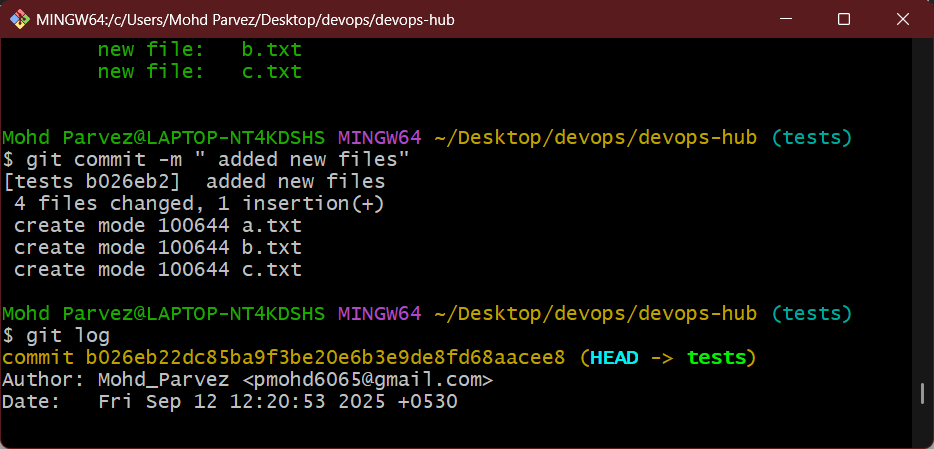 MINGW64:/c/Users/Mohd Parvez/Desktop/devops/devops-hub
        new file:   b.txt
        new file:   c.txt
Mohd Parvez@LAPTOP-NT4KDSHS MINGW64 ~/Desktop/devops/devops-hub (tests)
$ git commit -m " added new files"
[tests b026eb2]  added new files
 4 files changed, 1 insertion(+)
 create mode 100644 a.txt
 create mode 100644 b.txt
 create mode 100644 c.txt
Mohd Parvez@LAPTOP-NT4KDSHS MINGW64 ~/Desktop/devops/devops-hub (tests)
$ git log
commit b026eb22dc85ba9f3be20e6b3e9de8fd68aacee8 (HEAD -> tests)
Author: Mohd_Parvez <pmohd6065@gmail.com>
Date:   Fri Sep 12 12:20:53 2025 +0530